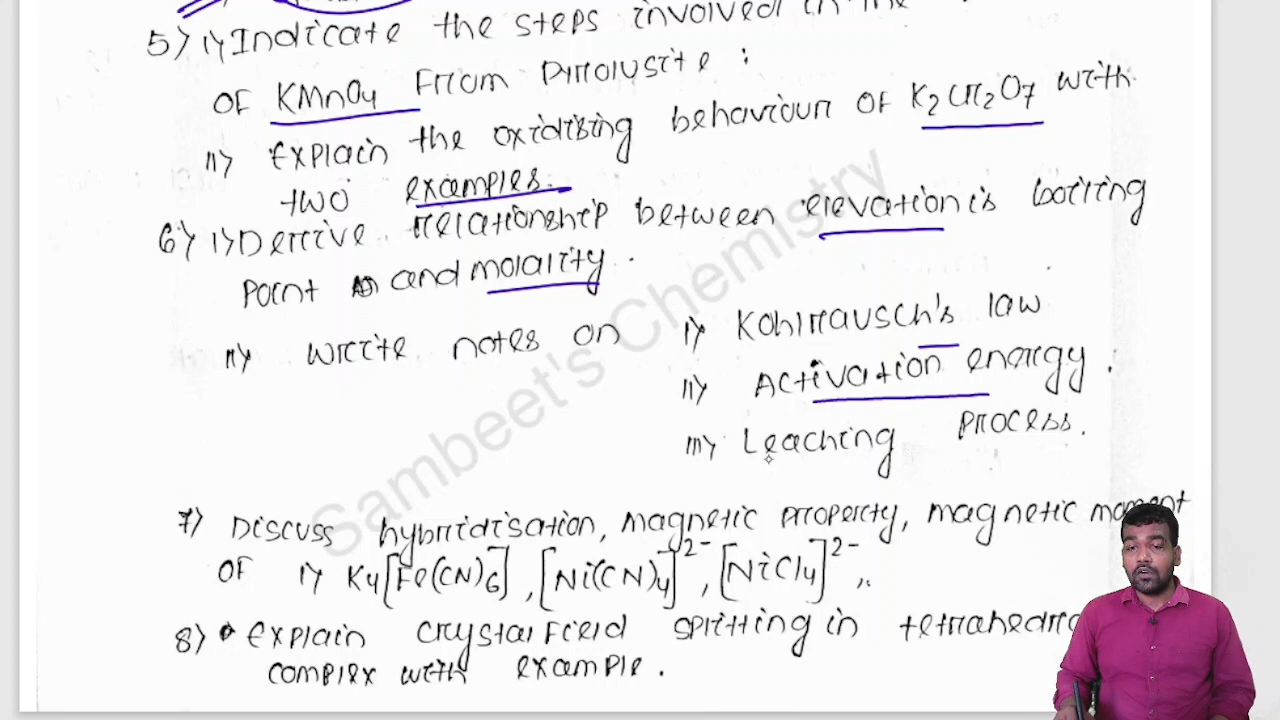 5) i) Indicate the steps involved in the
OF KMnO4 From Pirolusite :
ii) Explain the oxidising behaviour OF K2Cr2O7 with
two examples.
6) i) Derive relationship between elevation is boiling
Point and molality.
ii) write notes on i) Kohlrausch's law
ii) Activation energy.
iii) Leaching Process.
7) Discuss hybridisation, magnetic property, magnetic moment
OF i) K4[Fe(CN)6], [Ni(CN)4]2-, [NiCl4]2-,
8) Explain crystal Field splitting in tetrahedra
complex with example.
Sambeet's Chemistry